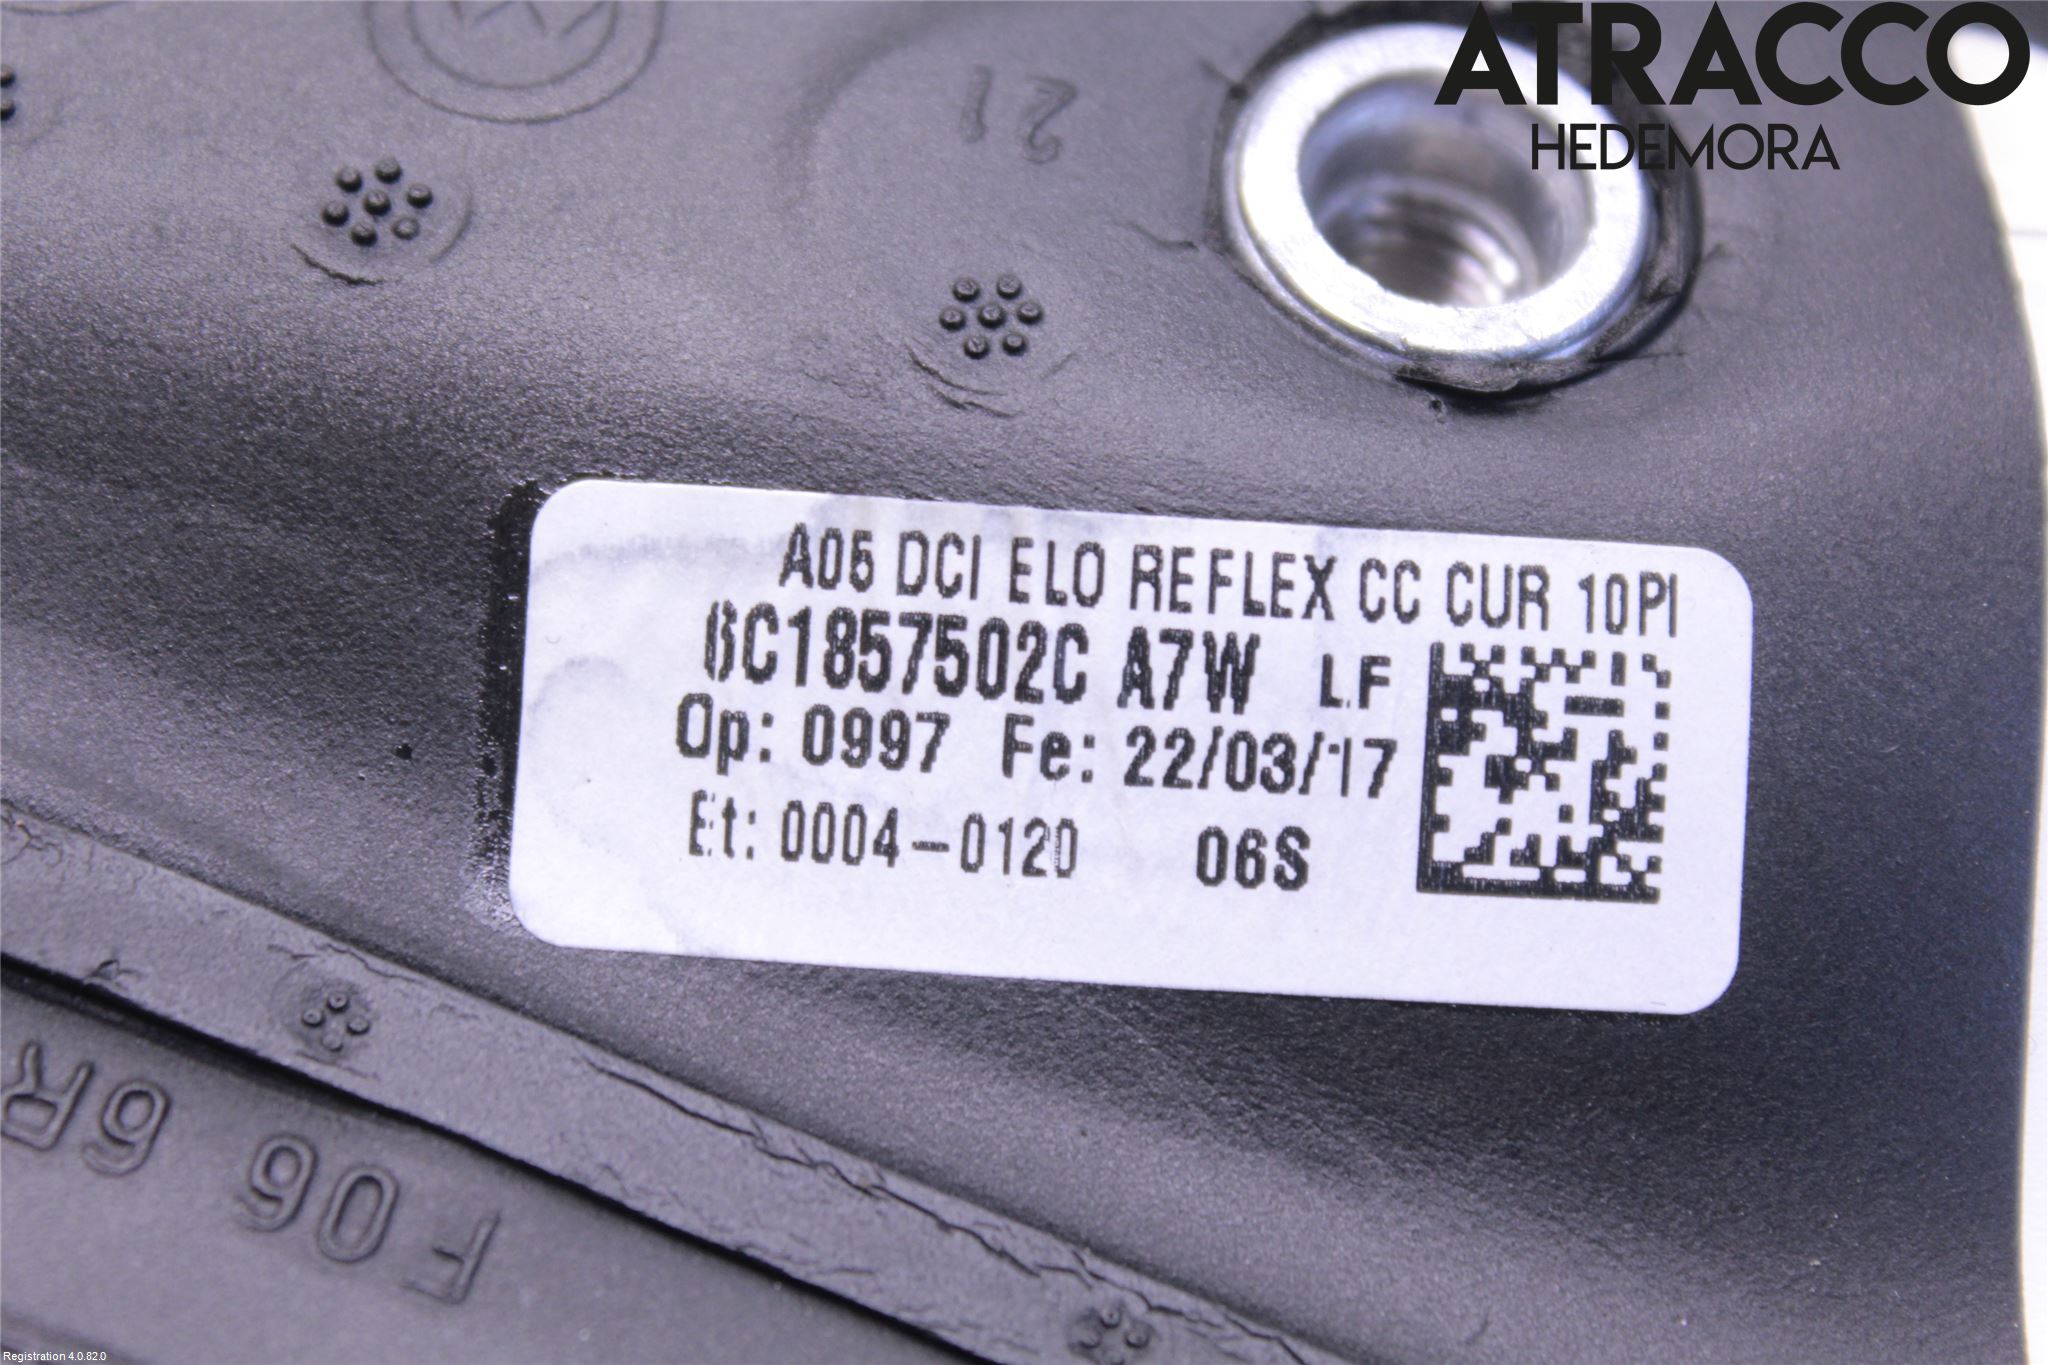 ATRACCO
HEDEMORA
21
A05 DCI ELO REFLEX CC CUR 10PI
6C1857502C A7W LF
Op: 0997 Fe: 22/03/17
Et: 0004-0120 06S
F06 6R
Registration 4.0.82.0